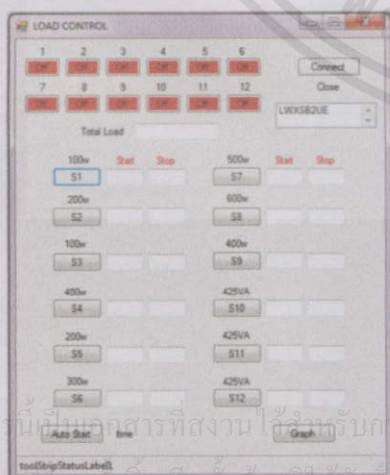 LOAD CONTROL
1 2 3 4 5 6
Off Off Off Off Off Off
Connect
7 8 9 10 11 12
Close
Off Off Off Off Off Off
LWXSB2UE
Total Load
100w Start Stop 500w Start Stop
S1 S7
200w 600w
S2 S8
100w 400w
S3 S9
400w 425VA
S4 S10
200w 425VA
S5 S11
300w 425VA
S6 S12
Auto Start time Graph
toolStripStatusLabel1